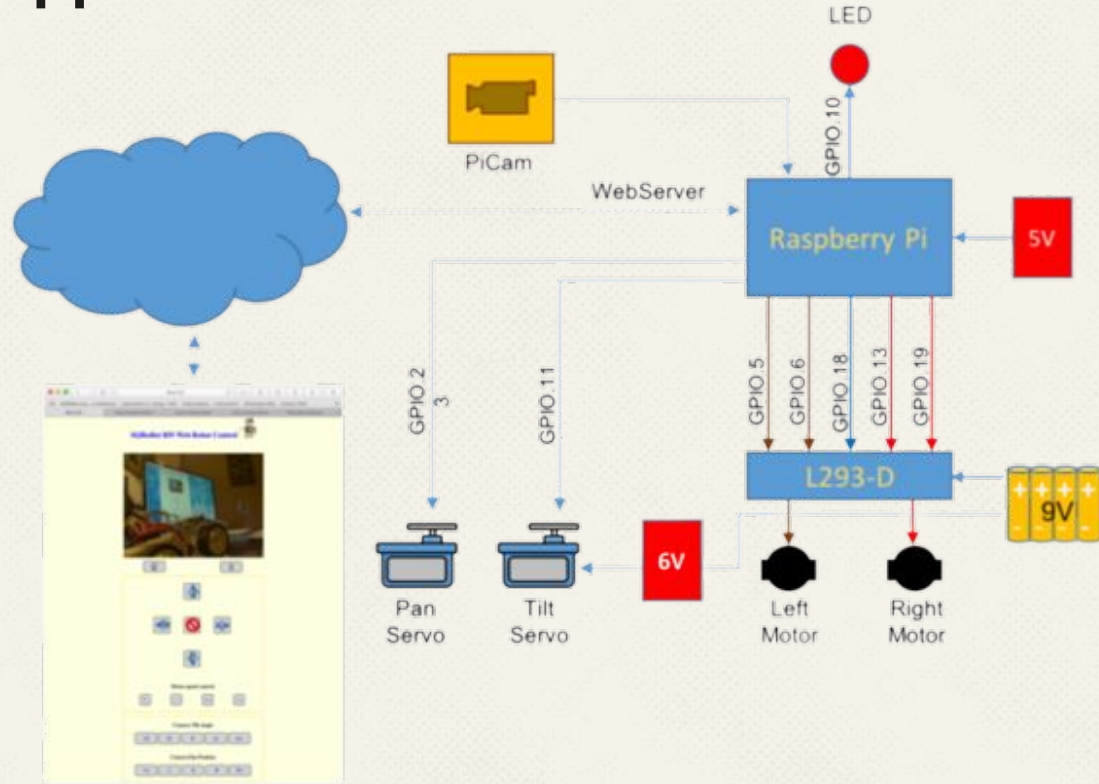 LED
GPIO.10
PiCam
WebServer
Raspberry Pi
5V
GPIO.2
3
GPIO.11
GPIO.5
GPIO.6
GPIO.18
GPIO.13
GPIO.19
L293-D
9V
6V
Pan
Servo
Tilt
Servo
Left
Motor
Right
Motor